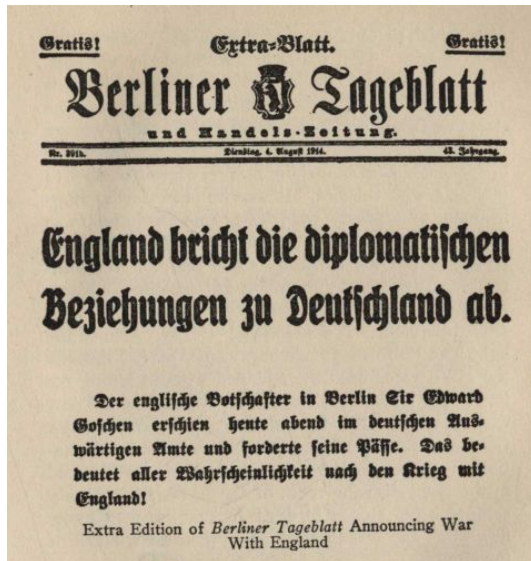 Gratis! Extra-Blatt. Gratis!
Berliner Tageblatt
und Handels-Zeitung.
Nr. 391b. Dienstag, 4. August 1914. 43. Jahrgang.
England bricht die diplomatischen
Beziehungen zu Deutschland ab.
Der englische Botschafter in Berlin Sir Edward
Goschen erschien heute abend im deutschen Aus-
wärtigen Amte und forderte seine Pässe. Das be-
deutet aller Wahrscheinlichkeit nach den Krieg mit
England!
Extra Edition of Berliner Tageblatt Announcing War
With England